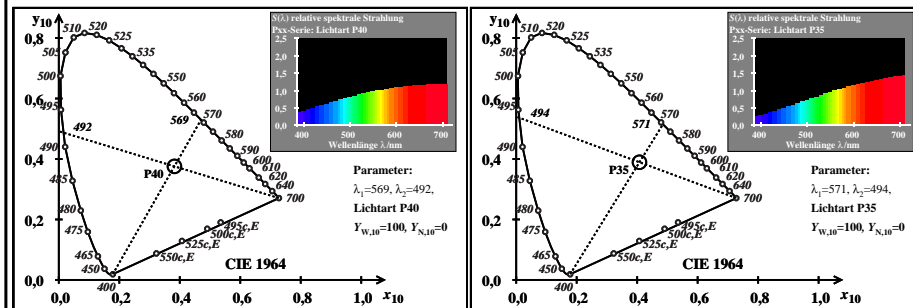 y10
0,8
0,6
0,4
0,2
0,0
0,0
0,2
0,4
0,6
0,8
1,0
x10
510 520
505
525
535
500
550
495
560
569
570
492
580
490
590
600
610
620
640
700
485
480
475
465
450
400
495c,E
500c,E
525c,E
550c,E
P40
CIE 1964
S(λ) relative spektrale Strahlung
Pxx-Serie: Lichtart P40
2,5
2,0
1,5
1,0
0,5
0,0
400 500 600 700
Wellenlänge λ/nm
Parameter:
λ1=569, λ2=492,
Lichtart P40
YW,10=100, YN,10=0
y10
0,8
0,6
0,4
0,2
0,0
0,0
0,2
0,4
0,6
0,8
1,0
x10
510 520
505
525
535
500
550
495
560
494
571
570
580
490
590
600
610
620
640
700
485
480
475
465
450
400
495c,E
500c,E
525c,E
550c,E
P35
CIE 1964
S(λ) relative spektrale Strahlung
Pxx-Serie: Lichtart P35
2,5
2,0
1,5
1,0
0,5
0,0
400 500 600 700
Wellenlänge λ/nm
Parameter:
λ1=571, λ2=494,
Lichtart P35
YW,10=100, YN,10=0